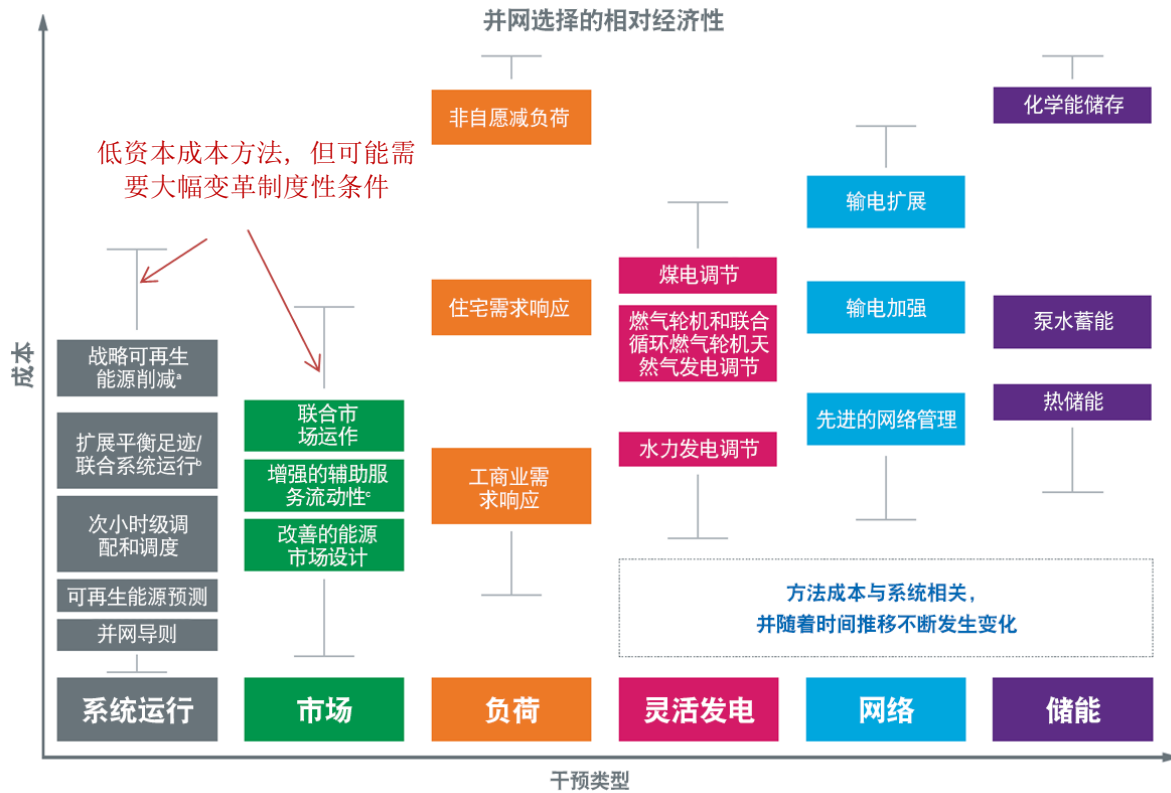 并网选择的相对经济性
成本
低资本成本方法，但可能需
要大幅变革制度性条件
战略可再生
能源削减a
扩展平衡足迹/
联合系统运行b
次小时级调
配和调度
可再生能源预测
并网导则
系统运行
联合市
场运作
增强的辅助服
务流动性c
改善的能源
市场设计
市场
非自愿减负荷
住宅需求响应
工商业需
求响应
负荷
煤电调节
燃气轮机和联合
循环燃气轮机天
然气发电调节
水力发电调节
灵活发电
输电扩展
输电加强
先进的网络管理
网络
化学能储存
泵水蓄能
热储能
储能
方法成本与系统相关，
并随着时间推移不断发生变化
干预类型